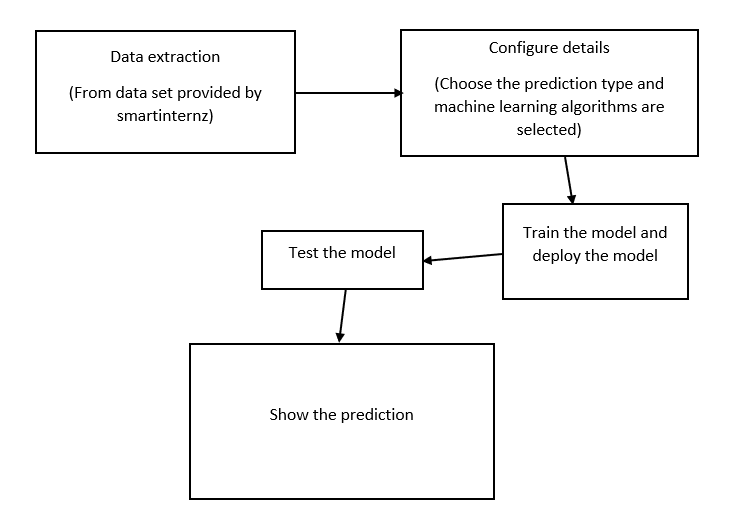 Data extraction
(From data set provided by
smartinternz)
Configure details
(Choose the prediction type and
machine learning algorithms are
selected)
Train the model and
deploy the model
Test the model
Show the prediction